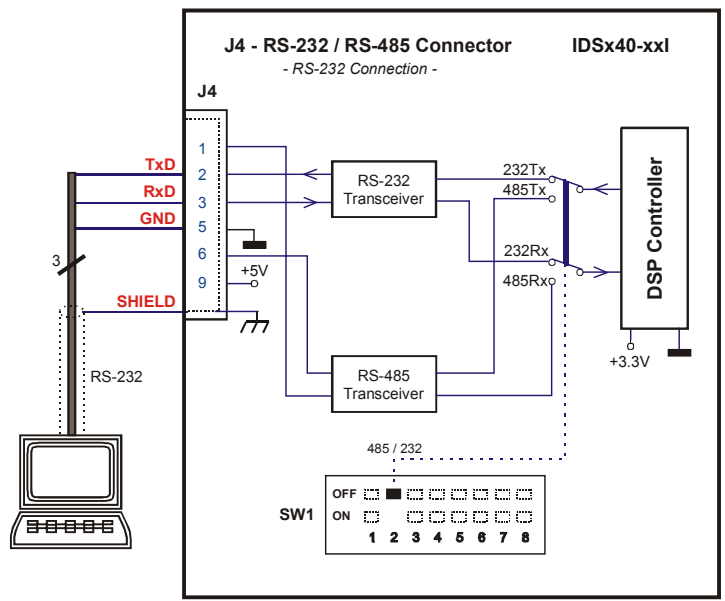 J4 - RS-232 / RS-485 Connector
IDSx40-xxI
- RS-232 Connection -
J4
1
TxD
2
RxD
3
GND
5
6
9
+5V
SHIELD
3
RS-232
RS-232
Transceiver
232Tx
485Tx
232Rx
485Rx
DSP Controller
+3.3V
RS-485
Transceiver
485 / 232
SW1
OFF
ON
1 2 3 4 5 6 7 8